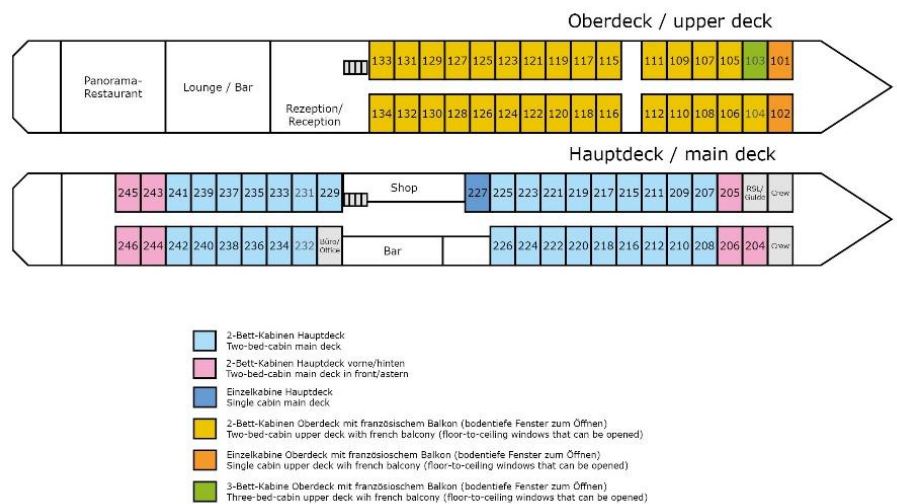 Oberdeck / upper deck
Panorama-
Restaurant
Lounge / Bar
Rezeption/
Reception
133 131 129 127 125 123 121 119 117 115 111 109 107 105 103 101
134 132 130 128 126 124 122 120 118 116 112 110 108 106 104 102
Hauptdeck / main deck
245 243 241 239 237 235 233 231 229 Shop 227 225 223 221 219 217 215 211 209 207 205 RSL/ Crew
Guide
246 244 242 240 238 236 234 232 Büro/ Bar 226 224 222 220 218 216 212 210 208 206 204 Crew
Office
2-Bett-Kabinen Hauptdeck
Two-bed-cabin main deck
2-Bett-Kabinen Hauptdeck vorne/hinten
Two-bed-cabin main deck in front/astern
Einzelkabine Hauptdeck
Single cabin main deck
2-Bett-Kabinen Oberdeck mit französischem Balkon (bodentiefe Fenster zum Öffnen)
Two-bed-cabin upper deck with french balcony (floor-to-ceiling windows that can be opened)
Einzelkabine Oberdeck mit französoschem Balkon (bodentiefe Fenster zum Öffnen)
Single cabin upper deck wih french balcony (floor-to-ceiling windows that can be opened)
3-Bett-Kabine Oberdeck mit französoschem Balkon (bodentiefe Fenster zum Öffnen)
Three-bed-cabin upper deck wih french balcony (floor-to-ceiling windows that can be opened)